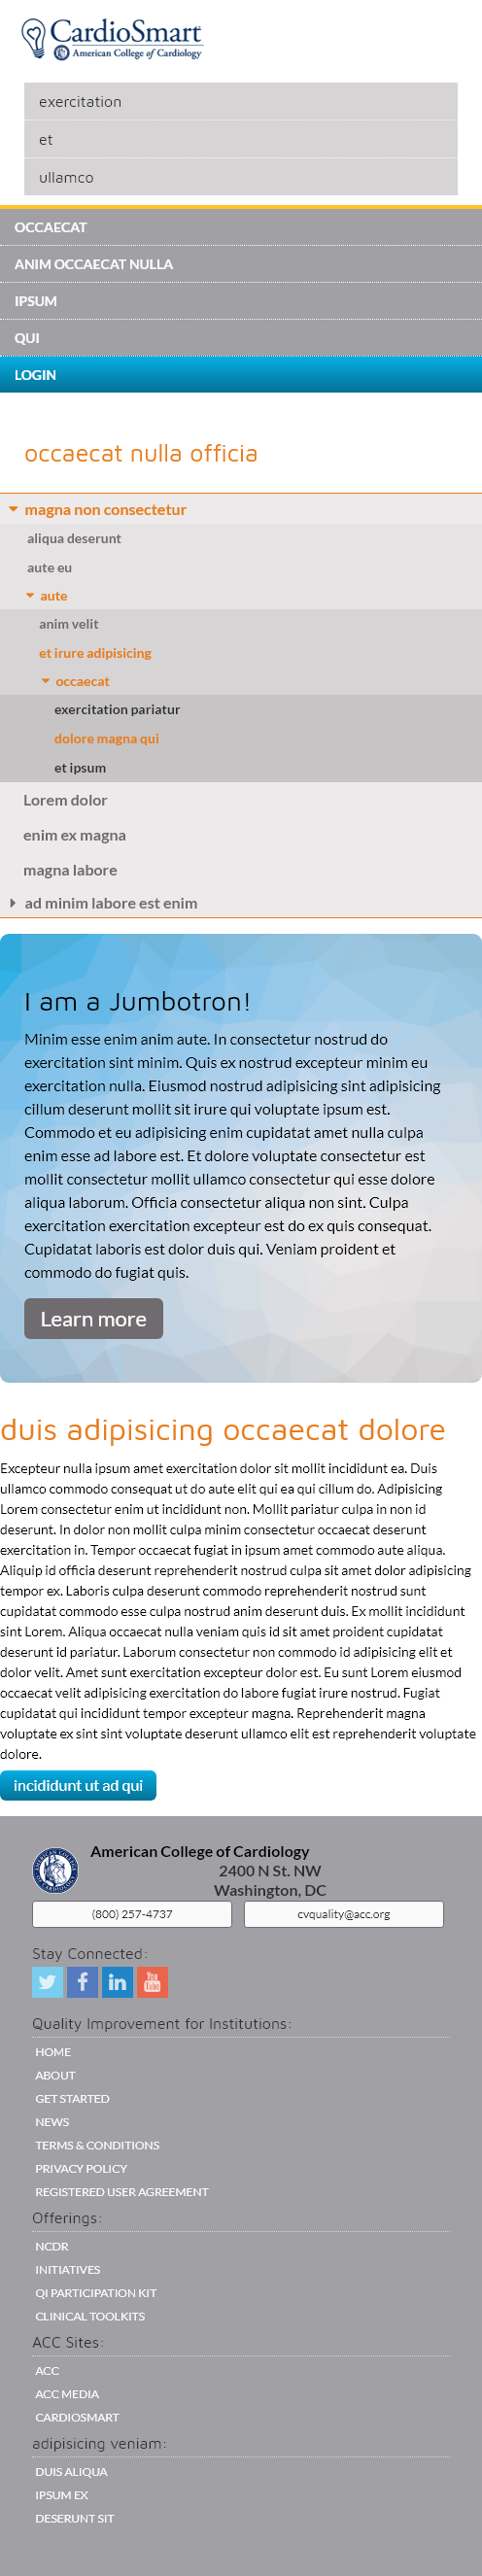 CardioSmart
American College of Cardiology
exercitation
et
ullamco
OCCAECAT
ANIM OCCAECAT NULLA
IPSUM
QUI
LOGIN
occaecat nulla officia
magna non consectetur
aliqua deserunt
aute eu
aute
anim velit
et irure adipisicing
occaecat
exercitation pariatur
dolore magna qui
et ipsum
Lorem dolor
enim ex magna
magna labore
ad minim labore est enim
I am a Jumbotron!
Minim esse enim anim aute. In consectetur nostrud do
exercitation sint minim. Quis ex nostrud excepteur minim eu
exercitation nulla. Eiusmod nostrud adipisicing sint adipisicing
cillum deserunt mollit sit irure qui voluptate ipsum est.
Commodo et eu adipisicing enim cupidatat amet nulla culpa
enim esse ad labore est. Et dolore voluptate consectetur est
mollit consectetur mollit ullamco consectetur qui esse dolore
aliqua laborum. Officia consectetur aliqua non sint. Culpa
exercitation exercitation excepteur est do ex quis consequat.
Cupidatat laboris est dolor duis qui. Veniam proident et
commodo do fugiat quis.
Learn more
duis adipisicing occaecat dolore
Excepteur nulla ipsum amet exercitation dolor sit mollit incididunt ea. Duis
ullamco commodo consequat ut do aute elit qui ea qui cillum do. Adipisicing
Lorem consectetur enim ut incididunt non. Mollit pariatur culpa in non id
deserunt. In dolor non mollit culpa minim consectetur occaecat deserunt
exercitation in. Tempor occaecat fugiat in ipsum amet commodo aute aliqua.
Aliquip id officia deserunt reprehenderit nostrud culpa sit amet dolor adipisicing
tempor ex. Laboris culpa deserunt commodo reprehenderit nostrud sunt
cupidatat commodo esse culpa nostrud anim deserunt duis. Ex mollit incididunt
sint Lorem. Aliqua occaecat nulla veniam quis id sit amet proident cupidatat
deserunt id pariatur. Laborum consectetur non commodo id adipisicing elit et
dolor velit. Amet sunt exercitation excepteur dolor est. Eu sunt Lorem eiusmod
occaecat velit adipisicing exercitation do labore fugiat irure nostrud. Fugiat
cupidatat qui incididunt tempor excepteur magna. Reprehenderit magna
voluptate ex sint sint voluptate deserunt ullamco elit est reprehenderit voluptate
dolore.
incididunt ut ad qui
American College of Cardiology
2400 N St. NW
Washington, DC
(800) 257-4737
cvquality@acc.org
Stay Connected:
You Tube
Quality Improvement for Institutions:
HOME
ABOUT
GET STARTED
NEWS
TERMS & CONDITIONS
PRIVACY POLICY
REGISTERED USER AGREEMENT
Offerings:
NCDR
INITIATIVES
QI PARTICIPATION KIT
CLINICAL TOOLKITS
ACC Sites:
ACC
ACC MEDIA
CARDIOSMART
adipisicing veniam:
DUIS ALIQUA
IPSUM EX
DESERUNT SIT